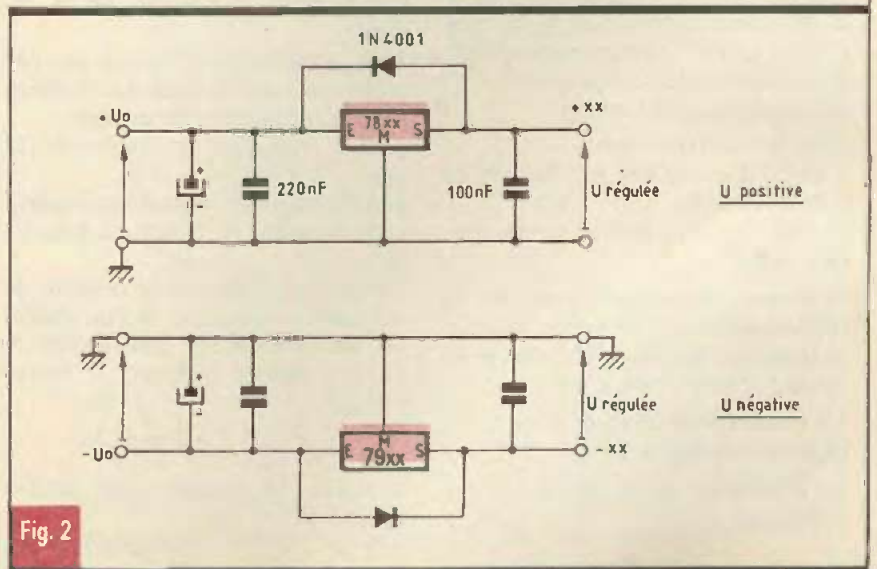 1N4001
+Uo
+xx
78xx
E M S
+
-
220nF
100nF
U régulée
U positive
+
-
U régulée
U négative
M
E S
79xx
-Uo
-xx
Fig. 2